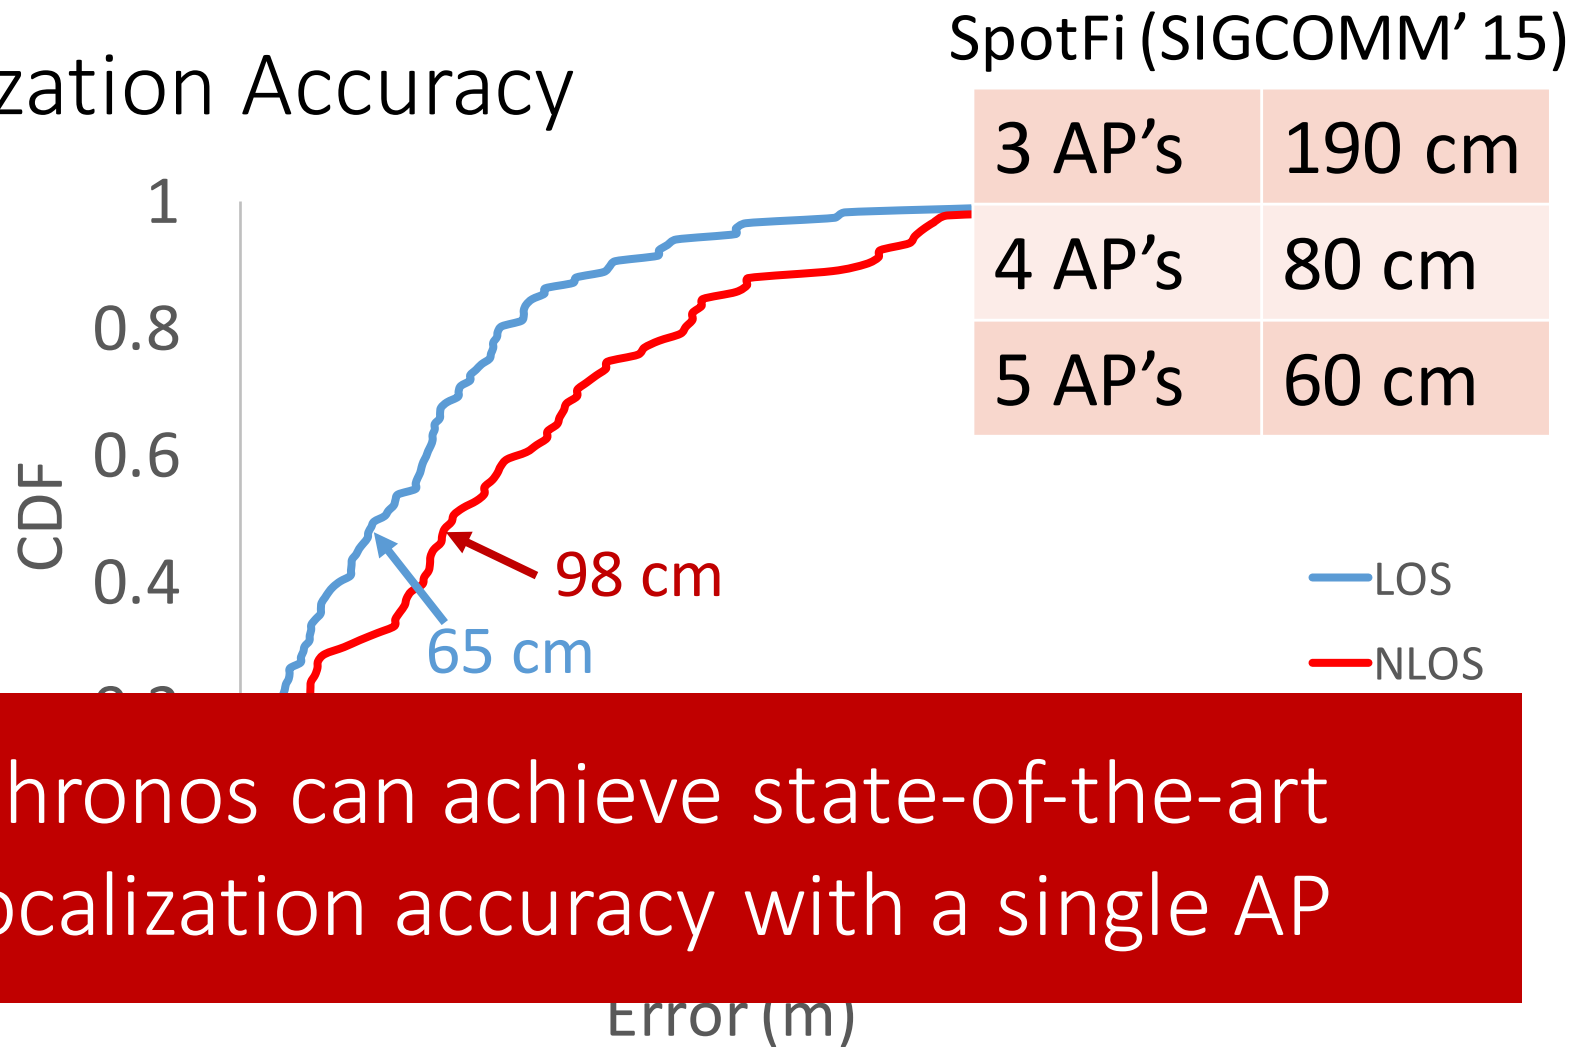 SpotFi (SIGCOMM’ 15)
zation Accuracy
3 AP’s 190 cm
4 AP’s 80 cm
5 AP’s 60 cm
1
0.8
0.6
0.4
CDF
98 cm
65 cm
LOS
NLOS
hronos can achieve state-of-the-art
ocalization accuracy with a single AP
Error (m)